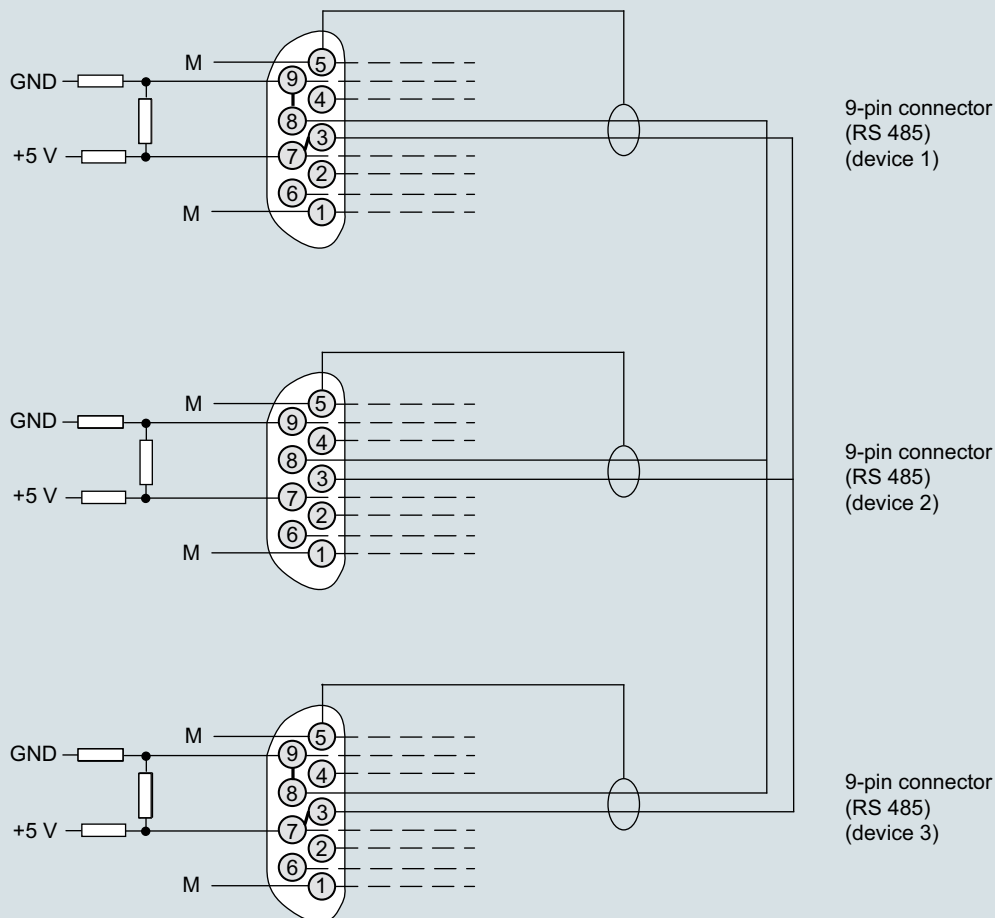 M
5
GND
9
4
8
3
+5 V
7
2
6
M
1
9-pin connector
(RS 485)
(device 1)
M
5
GND
9
4
8
3
+5 V
7
2
6
M
1
9-pin connector
(RS 485)
(device 2)
M
5
GND
9
4
8
3
+5 V
7
2
6
M
1
9-pin connector
(RS 485)
(device 3)